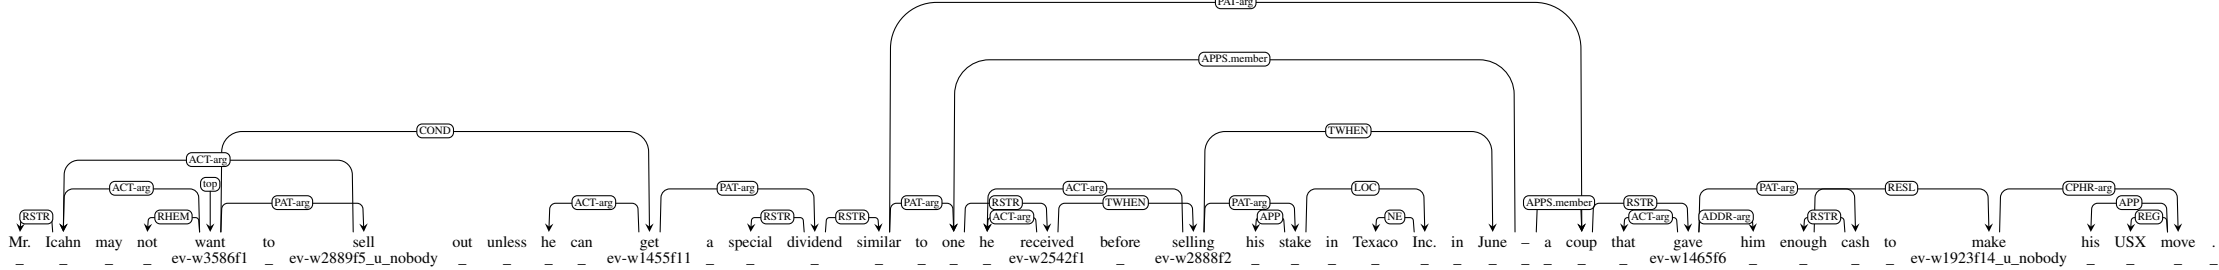 PAT-arg
APPS.member
COND TWHEN
ACT-arg
ACT-arg top PAT-arg ACT-arg LOC PAT-arg RESL CPHR-arg
PAT-arg ACT-arg PAT-arg RSTR TWHEN PAT-arg APPS.member RSTR APP
RSTR RHEM RSTR RSTR ACT-arg APP NE ACT-arg ADDR-arg RSTR REG
Mr. Icahn may not want to sell out unless he can get a special dividend similar to one he received before selling his stake in Texaco Inc. in June – a coup that gave him enough cash to make his USX move .
_ _ _ _ ev-w3586f1 _ ev-w2889f5_u_nobody _ _ _ _ ev-w1455f11 _ _ _ _ _ _ _ ev-w2542f1 _ ev-w2888f2 _ _ _ _ _ _ _ _ _ _ _ ev-w1465f6 _ _ _ _ ev-w1923f14_u_nobody _ _ _ _